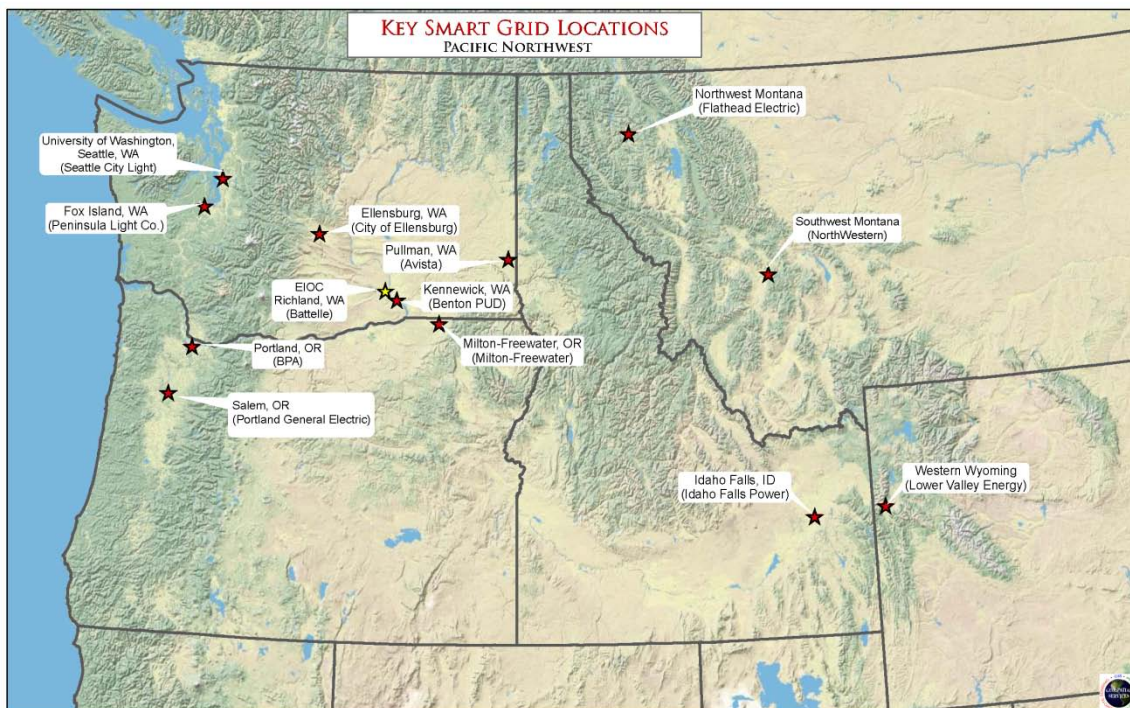 KEY SMART GRID LOCATIONS
PACIFIC NORTHWEST
Northwest Montana
(Flathead Electric)
University of Washington,
Seattle, WA
(Seattle City Light)
Fox Island, WA
(Peninsula Light Co.)
Ellensburg, WA
(City of Ellensburg)
Southwest Montana
(NorthWestern)
Pullman, WA
(Avista)
EIOC
Richland, WA
(Battelle)
Kennewick, WA
(Benton PUD)
Milton-Freewater, OR
(Milton-Freewater)
Portland, OR
(BPA)
Salem, OR
(Portland General Electric)
Idaho Falls, ID
(Idaho Falls Power)
Western Wyoming
(Lower Valley Energy)